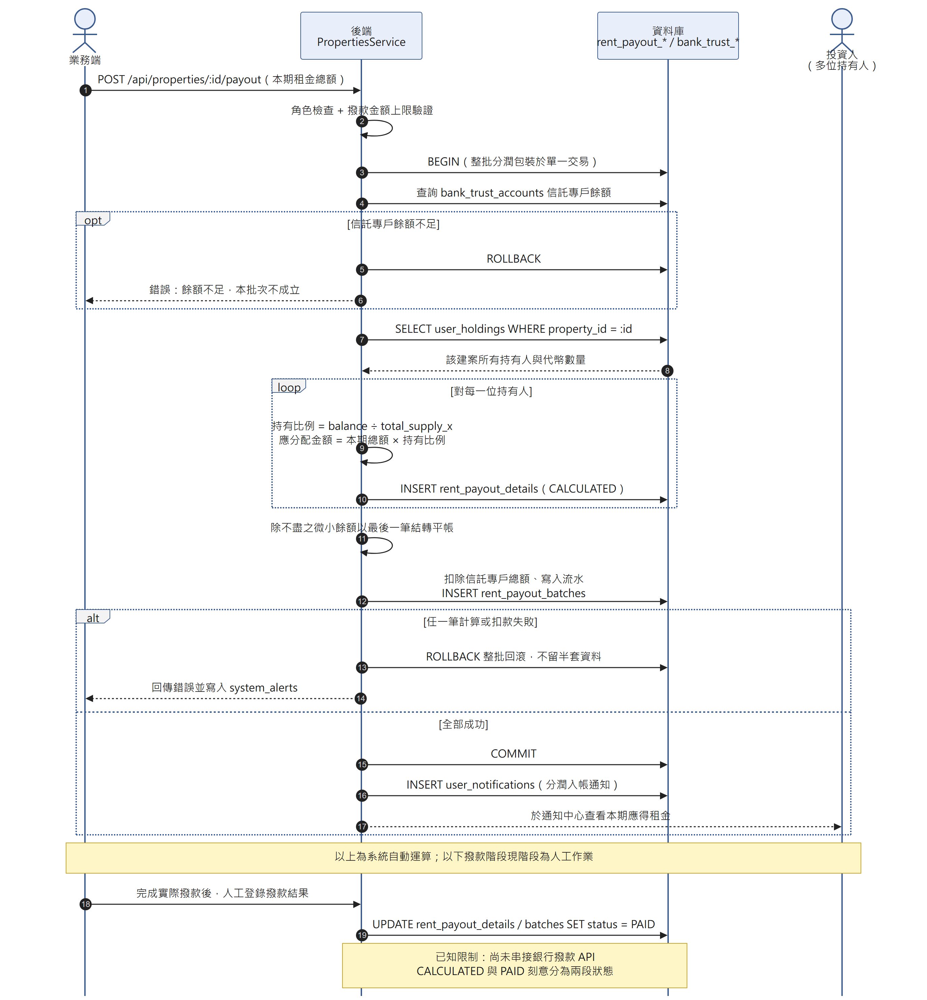 後端
PropertiesService
資料庫
rent_payout_* / bank_trust_*
業務端
投資人
（多位持有人）
POST /api/properties/:id/payout（本期租金總額）
1
角色檢查 + 撥款金額上限驗證
2
BEGIN（整批分潤包裝於單一交易）
3
查詢 bank_trust_accounts 信託專戶餘額
4
opt
[信託專戶餘額不足]
ROLLBACK
5
錯誤：餘額不足，本批次不成立
6
SELECT user_holdings WHERE property_id = :id
7
該建案所有持有人與代幣數量
8
loop
[對每一位持有人]
持有比例 = balance ÷ total_supply_x
應分配金額 = 本期總額 × 持有比例
9
INSERT rent_payout_details（CALCULATED）
10
除不盡之微小餘額以最後一筆結轉平帳
11
扣除信託專戶總額、寫入流水
INSERT rent_payout_batches
12
alt
[任一筆計算或扣款失敗]
ROLLBACK 整批回滾，不留半套資料
13
回傳錯誤並寫入 system_alerts
14
[全部成功]
COMMIT
15
INSERT user_notifications（分潤入帳通知）
16
於通知中心查看本期應得租金
17
以上為系統自動運算；以下撥款階段現階段為人工作業
完成實際撥款後，人工登錄撥款結果
18
UPDATE rent_payout_details / batches SET status = PAID
19
已知限制：尚未串接銀行撥款 API
CALCULATED 與 PAID 刻意分為兩段狀態